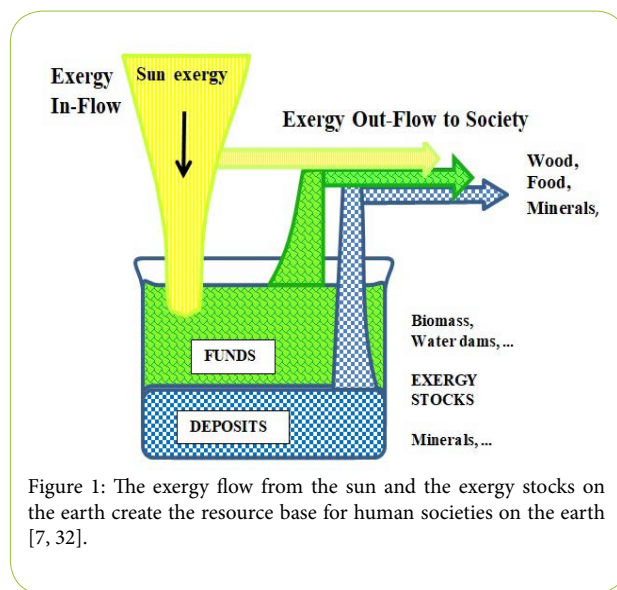 Exergy
In-Flow
Sun exergy
Exergy Out-Flow to Society
Wood,
Food,
Minerals,
FUNDS
DEPOSITS
Biomass,
Water dams, ...
EXERGY
STOCKS
Minerals, ...
Figure 1: The exergy flow from the sun and the exergy stocks on
the earth create the resource base for human societies on the earth
[7, 32].